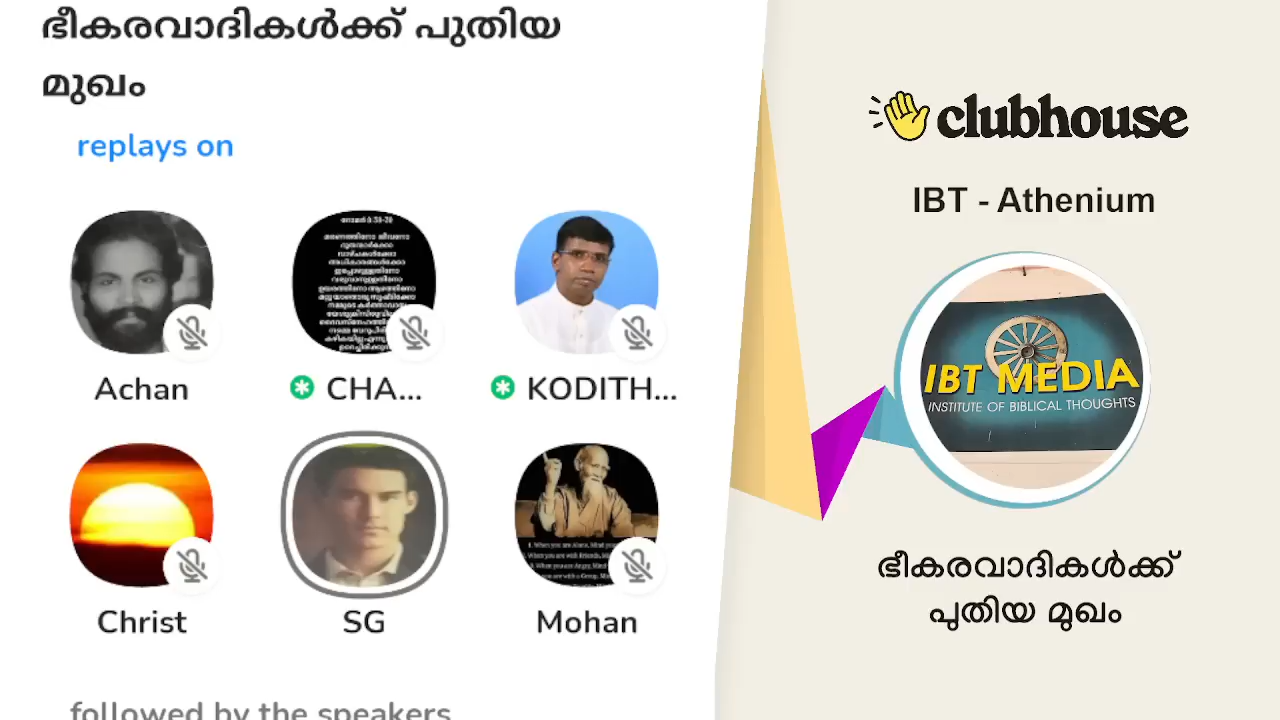 ഭീകരവാദികൾക്ക് പുതിയ
മുഖം
replays on
Achan
CHA...
KODITH...
Christ
SG
Mohan
followed by the speakers
clubhouse
IBT - Athenium
IBT MEDIA
INSTITUTE OF BIBLICAL THOUGHTS
ഭീകരവാദികൾക്ക്
പുതിയ മുഖം